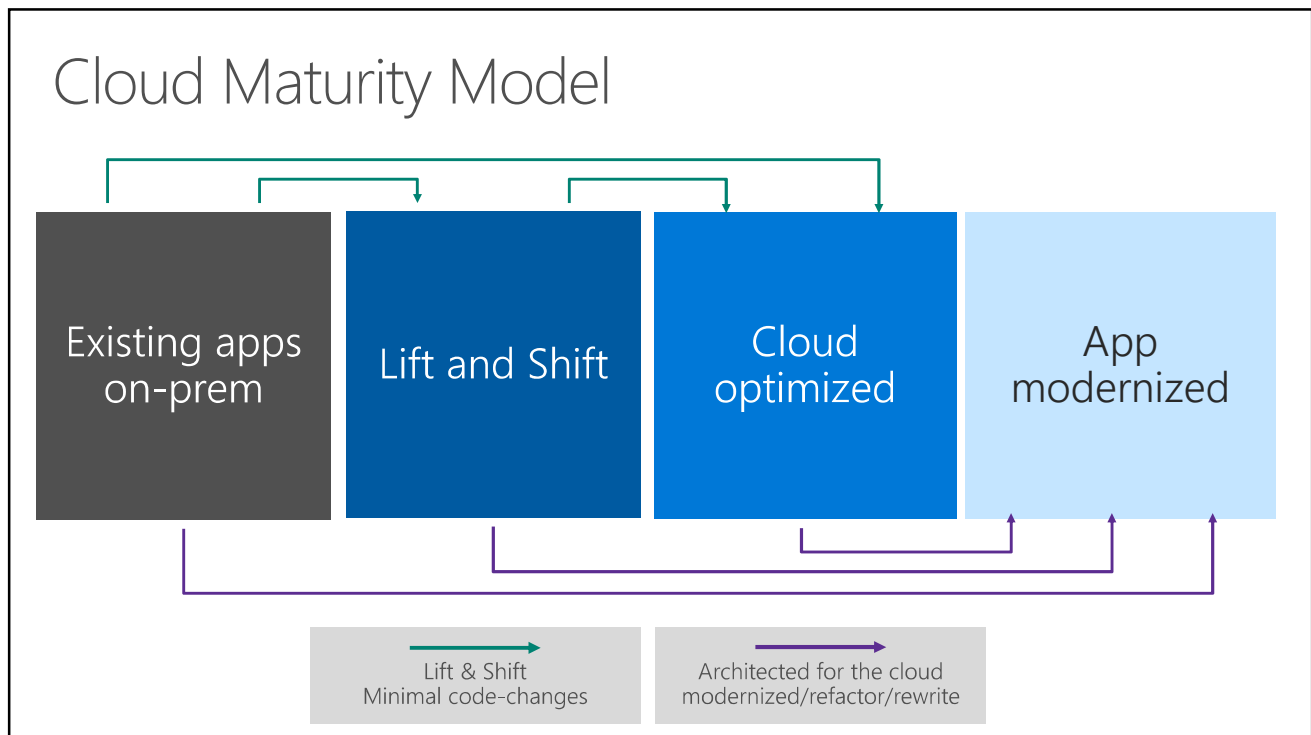 Cloud Maturity Model
Existing apps
on-prem
Lift and Shift
Cloud
optimized
App
modernized
Lift & Shift
Minimal code-changes
Architected for the cloud
modernized/refactor/rewrite